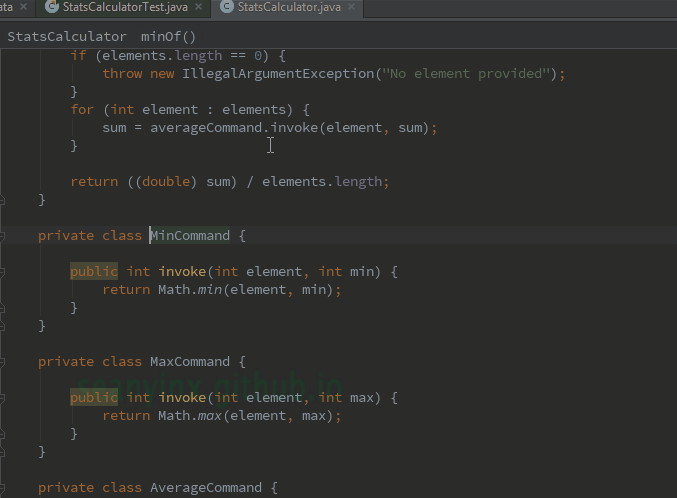 ata × StatsCalculatorTest.java × StatsCalculator.java ×
StatsCalculator minOf()
if (elements.length == 0) {
throw new IllegalArgumentException("No element provided");
}
for (int element : elements) {
sum = averageCommand.invoke(element, sum);
}
return ((double) sum) / elements.length;
}
private class MinCommand {
public int invoke(int element, int min) {
return Math.min(element, min);
}
}
private class MaxCommand {
seanyinx.github.io
public int invoke(int element, int max) {
return Math.max(element, max);
}
}
private class AverageCommand {